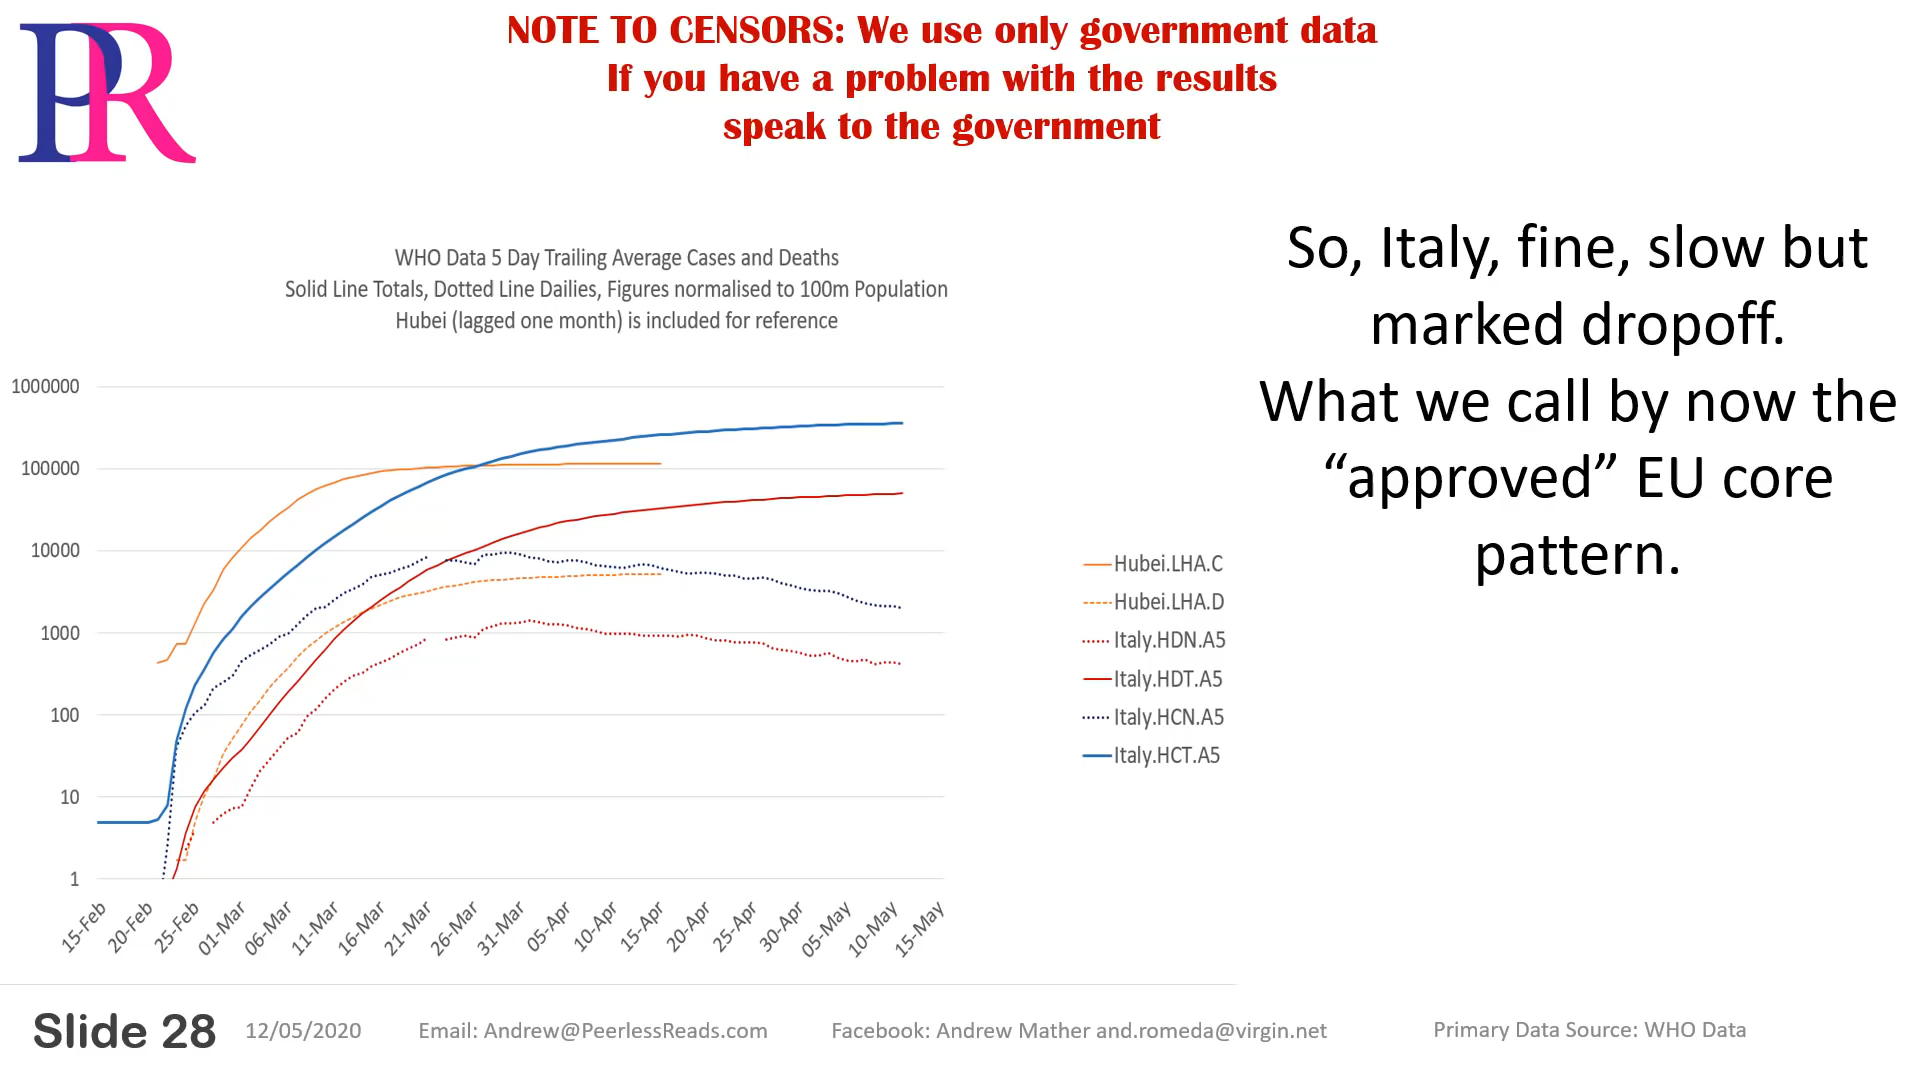 PR
NOTE TO CENSORS: We use only government data
If you have a problem with the results
speak to the government
WHO Data 5 Day Trailing Average Cases and Deaths
Solid Line Totals, Dotted Line Dailies, Figures normalised to 100m Population
Hubei (lagged one month) is included for reference
1000000
100000
10000
1000
100
10
1
15-Feb
20-Feb
25-Feb
01-Mar
06-Mar
11-Mar
16-Mar
21-Mar
26-Mar
31-Mar
05-Apr
10-Apr
15-Apr
20-Apr
25-Apr
30-Apr
05-May
10-May
15-May
Hubei.LHA.C
Hubei.LHA.D
Italy.HDN.A5
Italy.HDT.A5
Italy.HCN.A5
Italy.HCT.A5
So, Italy, fine, slow but
marked dropoff.
What we call by now the
“approved” EU core
pattern.
Slide 28
12/05/2020
Email: Andrew@PeerlessReads.com
Facebook: Andrew Mather and.romeda@virgin.net
Primary Data Source: WHO Data